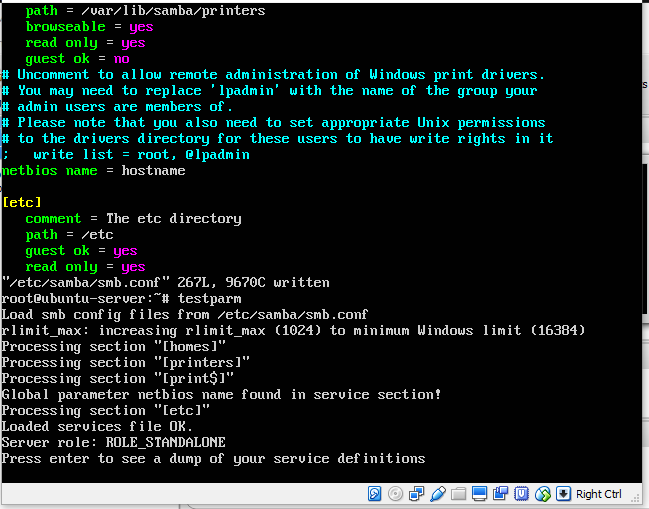 path = /var/lib/samba/printers
browseable = yes
read only = yes
guest ok = no
# Uncomment to allow remote administration of Windows print drivers.
# You may need to replace 'lpadmin' with the name of the group your
# admin users are members of.
# Please note that you also need to set appropriate Unix permissions
# to the drivers directory for these users to have write rights in it
;   write list = root, @lpadmin
netbios name = hostname
[etc]
comment = The etc directory
path = /etc
guest ok = yes
read only = yes
"/etc/samba/smb.conf" 267L, 9670C written
root@ubuntu-server:~# testparm
Load smb config files from /etc/samba/smb.conf
rlimit_max: increasing rlimit_max (1024) to minimum Windows limit (16384)
Processing section "[homes]"
Processing section "[printers]"
Processing section "[print$]"
Global parameter netbios name found in service section!
Processing section "[etc]"
Loaded services file OK.
Server role: ROLE_STANDALONE
Press enter to see a dump of your service definitions
Right Ctrl